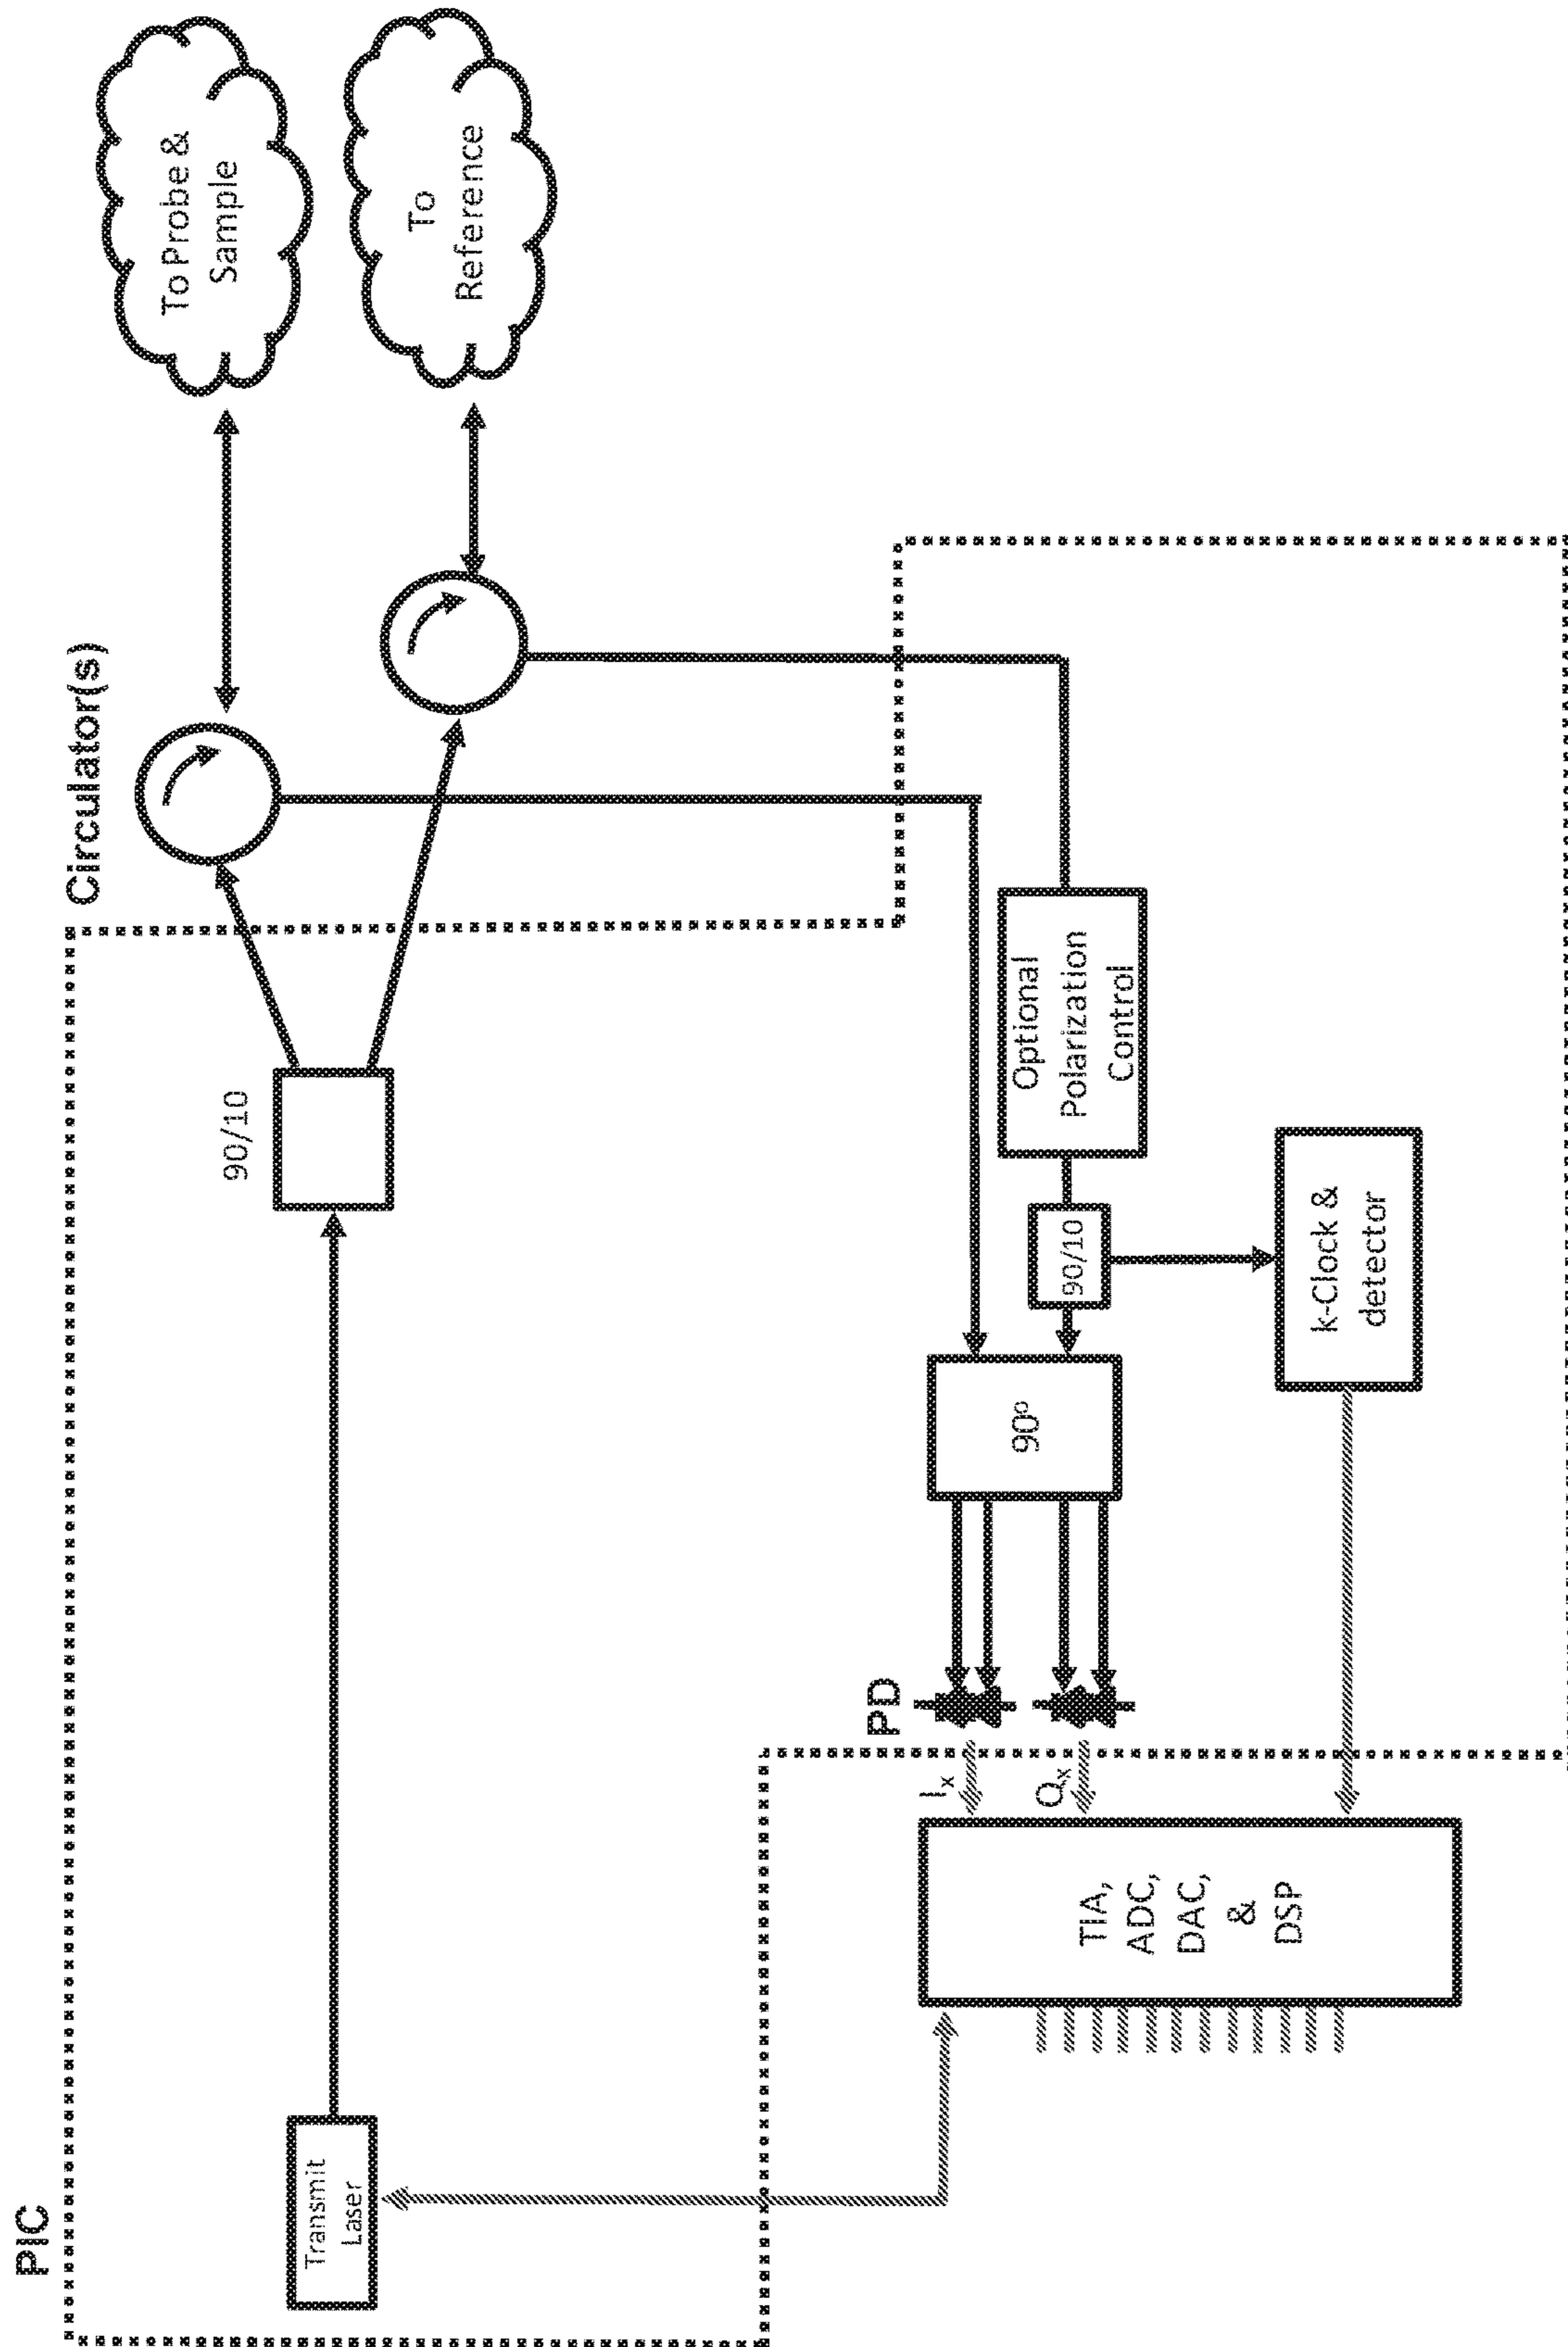 PIC
Circulator(s)
To Probe &
Sample
To
Reference
90/10
Transmit
Laser
Optional
Polarization
Control
90/10
90º
k-Clock &
detector
PD
Ix
Qx
TIA,
ADC,
DAC,
&
DSP